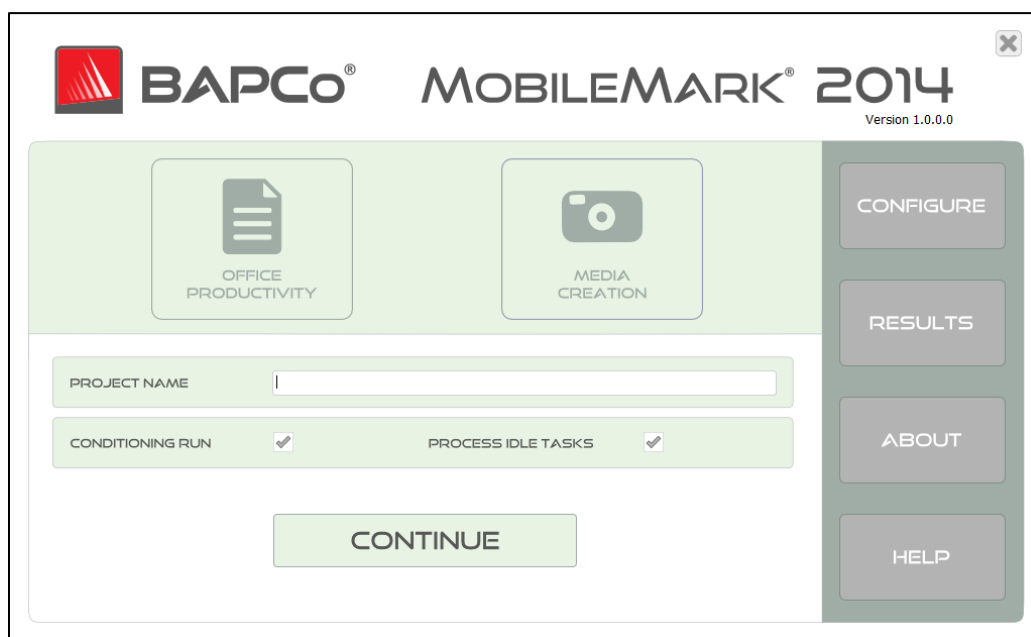 BAPCo® MOBILEMARK® 2014
Version 1.0.0.0
OFFICE
PRODUCTIVITY
MEDIA
CREATION
PROJECT NAME
CONDITIONING RUN
PROCESS IDLE TASKS
CONTINUE
CONFIGURE
RESULTS
ABOUT
HELP